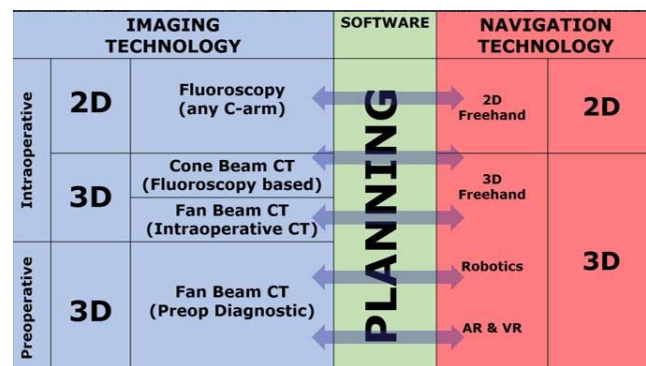 IMAGING
TECHNOLOGY
SOFTWARE
NAVIGATION
TECHNOLOGY
Intraoperative
2D
Fluoroscopy
(any C-arm)
PLANNING
2D
Freehand
2D
3D
Cone Beam CT
(Fluoroscopy based)
Fan Beam CT
(Intraoperative CT)
3D
Freehand
3D
Preoperative
3D
Fan Beam CT
(Preop Diagnostic)
Robotics
AR & VR